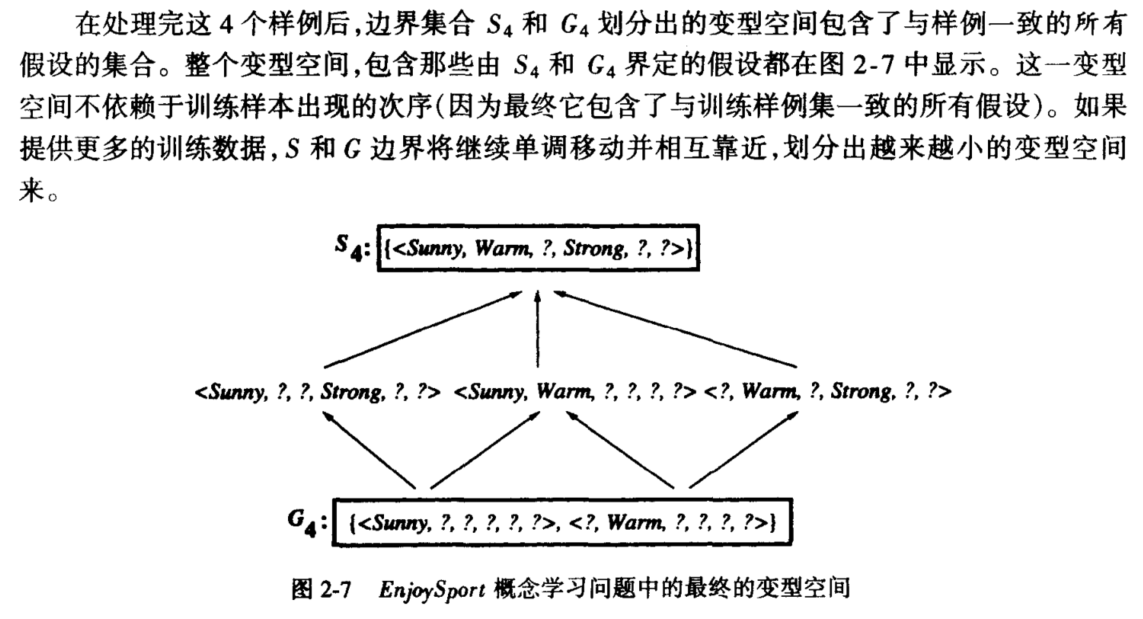 在处理完这 4 个样例后,边界集合 S4 和 G4 划分出的变型空间包含了与样例一致的所有
假设的集合。整个变型空间,包含那些由 S4 和 G4 界定的假设都在图 2-7 中显示。这一变型
空间不依赖于训练样本出现的次序(因为最终它包含了与训练样例集一致的所有假设)。如果
提供更多的训练数据,S 和 G 边界将继续单调移动并相互靠近,划分出越来越小的变型空间
来。
S4: {<Sunny, Warm, ?, Strong, ?, ?>}
<Sunny, ?, ?, Strong, ?, ?> <Sunny, Warm, ?, ?, ?, ?> <?, Warm, ?, Strong, ?, ?>
G4: {<Sunny, ?, ?, ?, ?, ?>, <?, Warm, ?, ?, ?, ?>}
图 2-7 EnjoySport 概念学习问题中的最终的变型空间